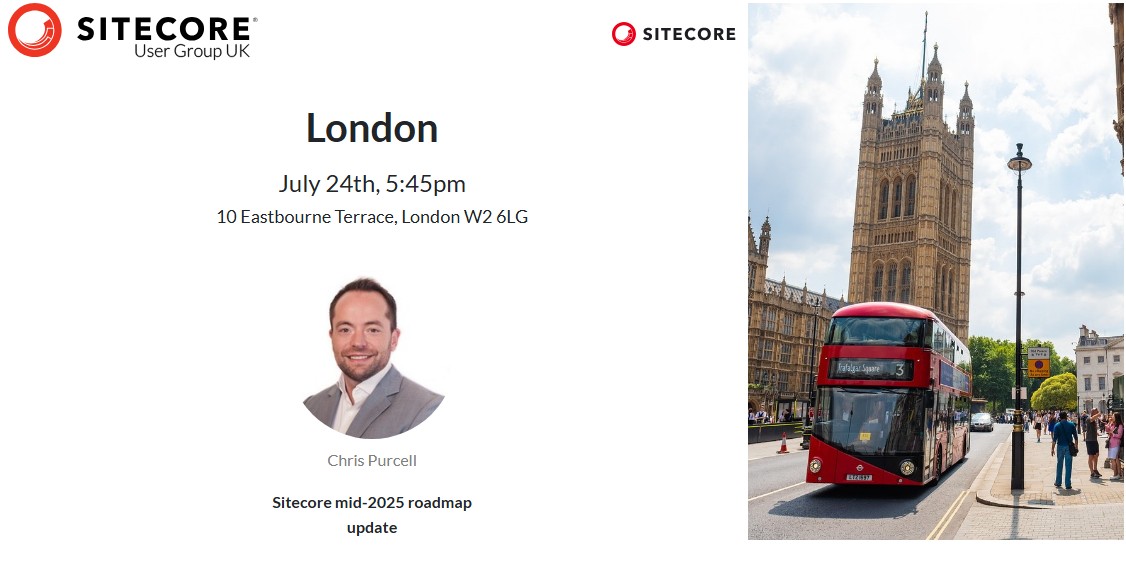 SITECORE
User Group UK
SITECORE
London
July 24th, 5:45pm
10 Eastbourne Terrace, London W2 6LG
Chris Purcell
Sitecore mid-2025 roadmap
update
Trafalgar Square 3